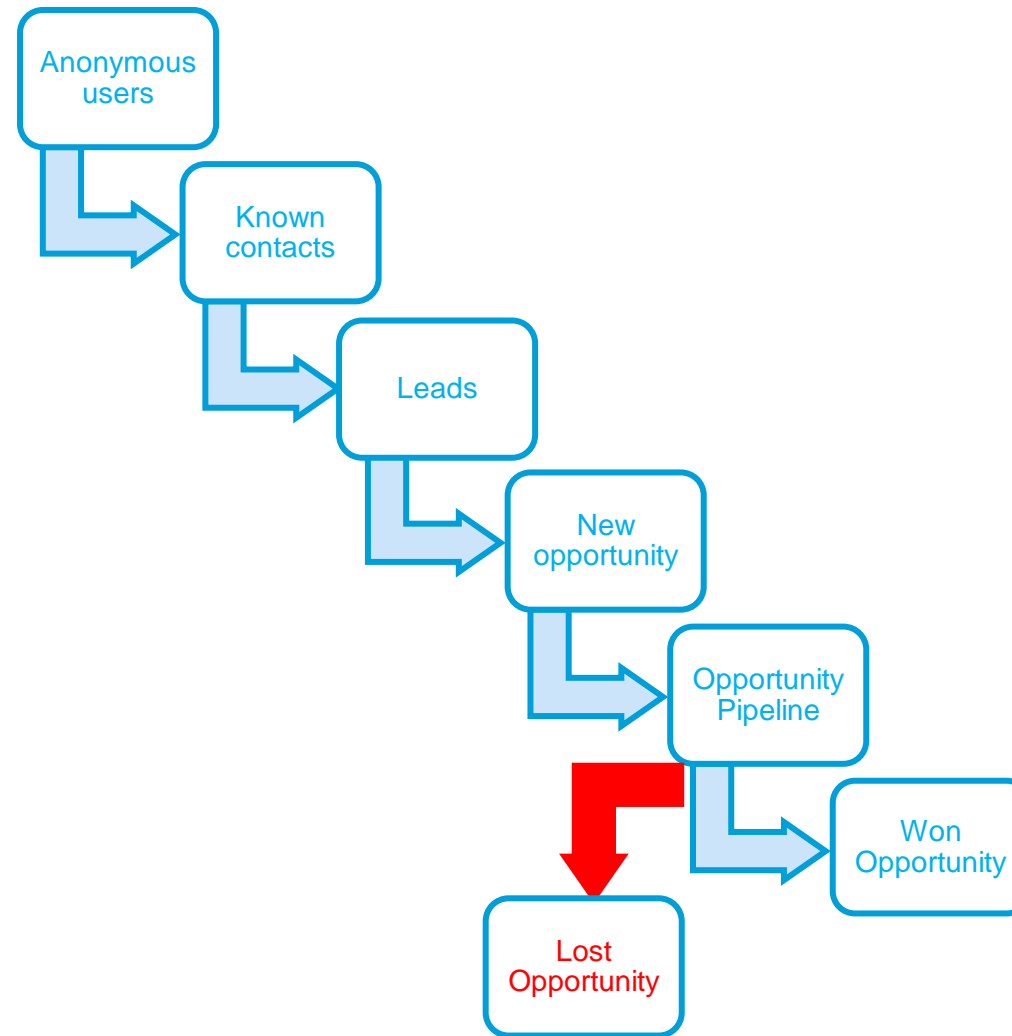 Anonymous
users
Known
contacts
Leads
New
opportunity
Opportunity
Pipeline
Won
Opportunity
Lost
Opportunity